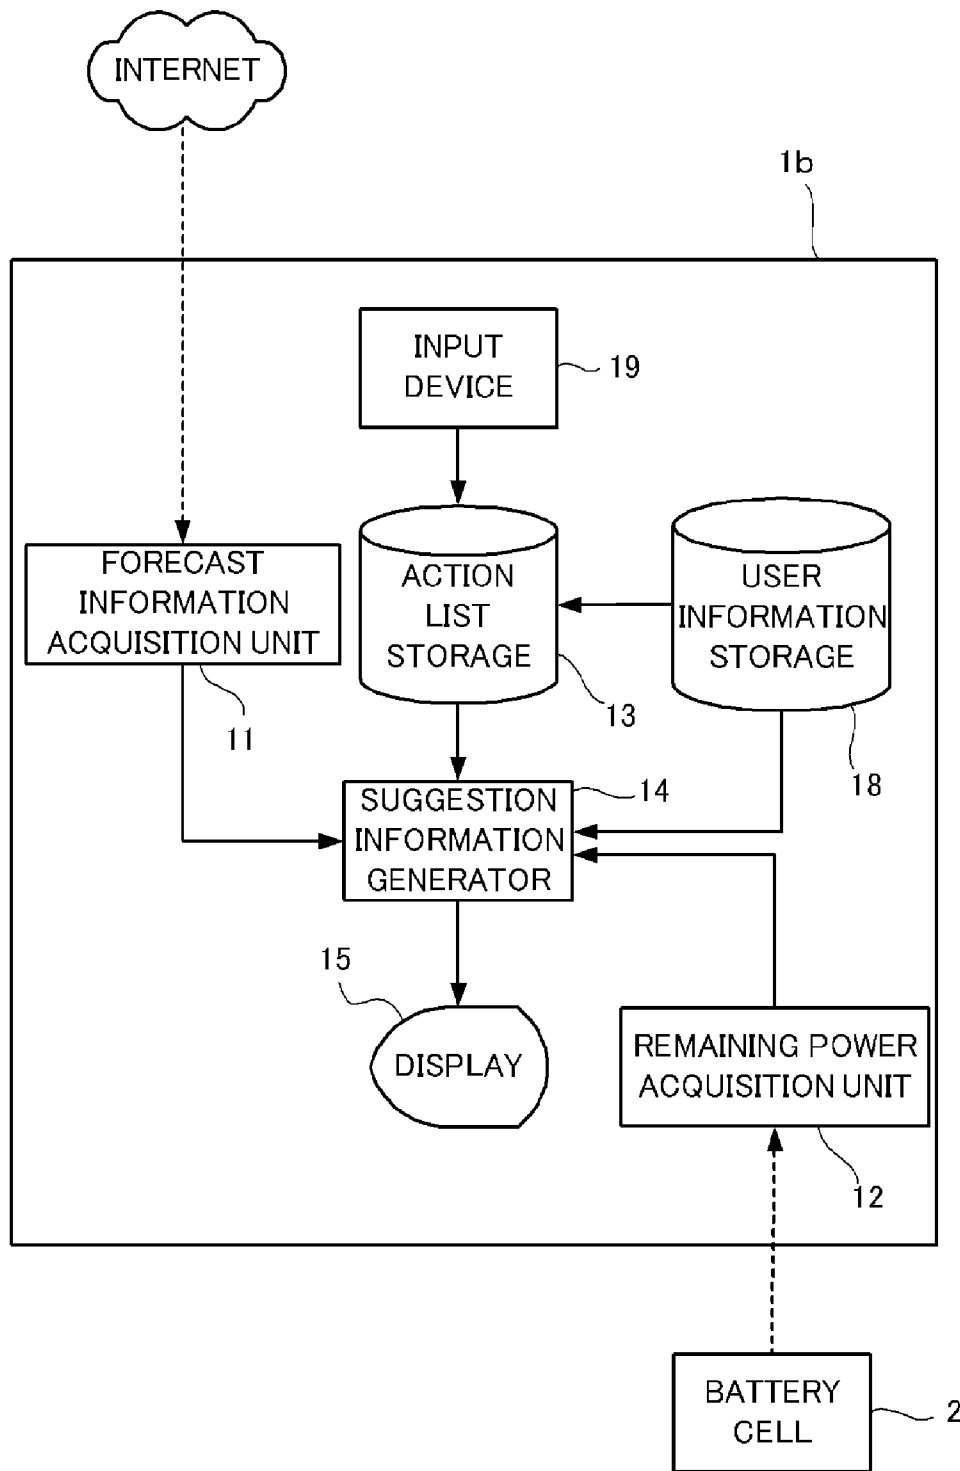 INTERNET
1b
INPUT
DEVICE
19
FORECAST
INFORMATION
ACQUISITION UNIT
11
ACTION
LIST
STORAGE
13
USER
INFORMATION
STORAGE
18
SUGGESTION
INFORMATION
GENERATOR
14
15
DISPLAY
REMAINING POWER
ACQUISITION UNIT
12
BATTERY
CELL
2